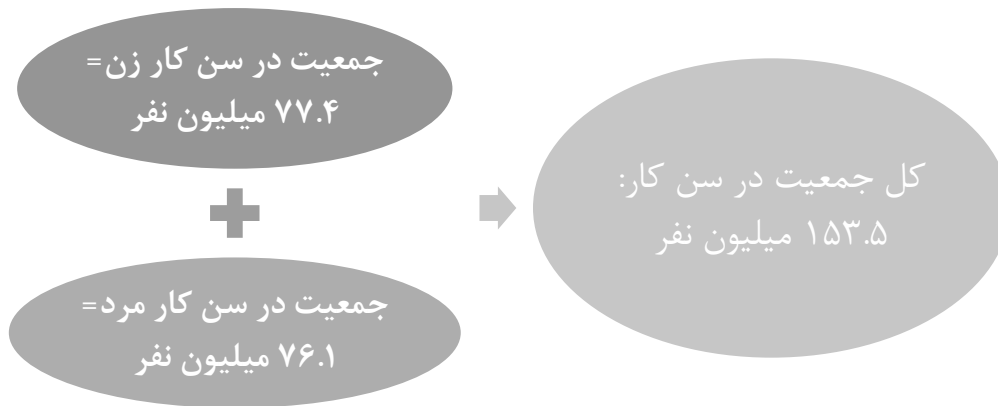 جمعیت در سن کار زن=
۷۷.۴ میلیون نفر
جمعیت در سن کار مرد=
۷۶.۱ میلیون نفر
کل جمعیت در سن کار:
۱۵۳.۵ میلیون نفر